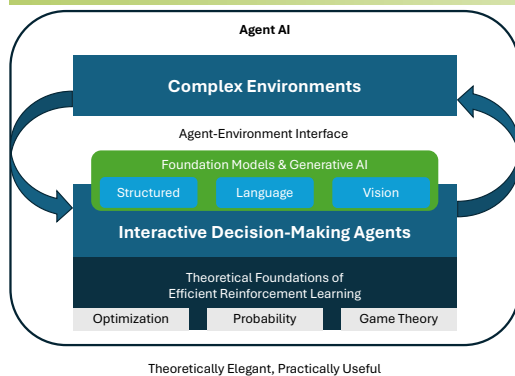 Agent AI
Complex Environments
Agent-Environment Interface
Foundation Models & Generative AI
Structured
Language
Vision
Interactive Decision-Making Agents
Theoretical Foundations of
Efficient Reinforcement Learning
Optimization
Probability
Game Theory
Theoretically Elegant, Practically Useful